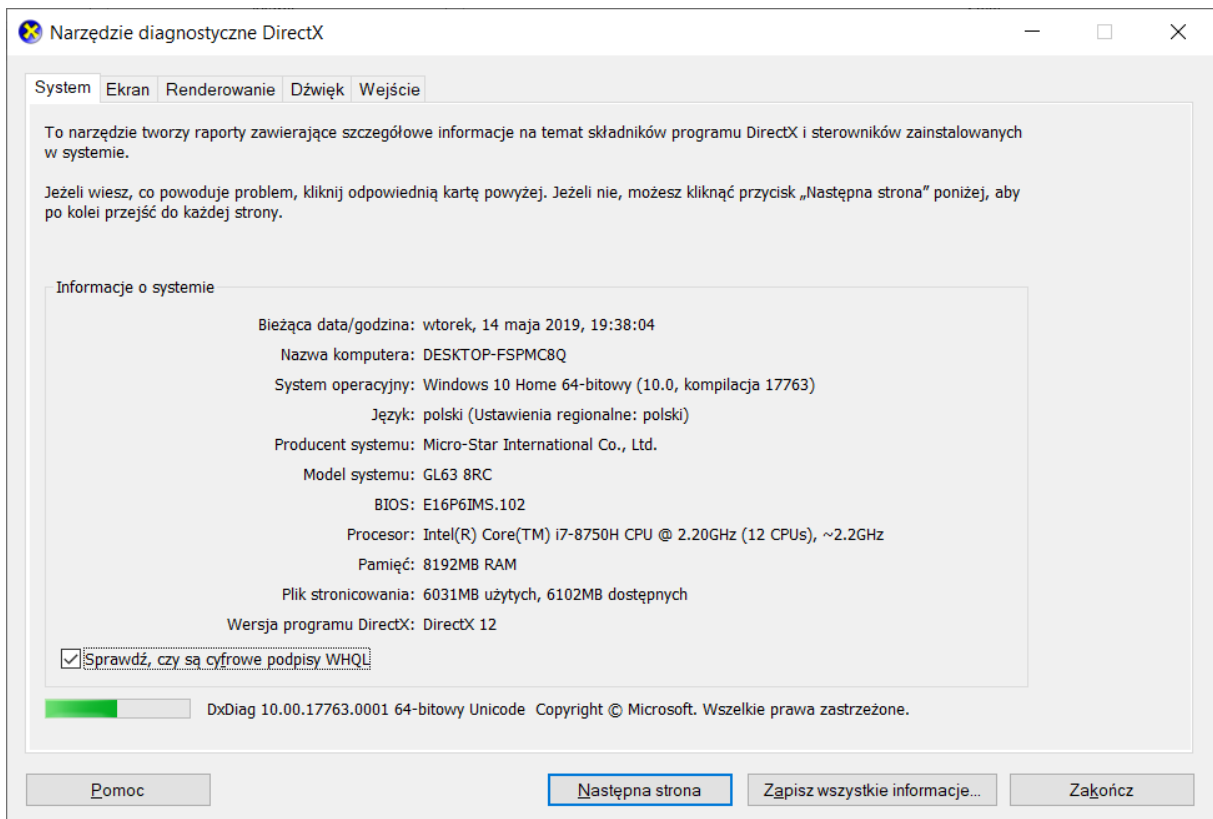 Narzędzie diagnostyczne DirectX
System Ekran Renderowanie Dźwięk Wejście
To narzędzie tworzy raporty zawierające szczegółowe informacje na temat składników programu DirectX i sterowników zainstalowanych
w systemie.
Jeżeli wiesz, co powoduje problem, kliknij odpowiednią kartę powyżej. Jeżeli nie, możesz kliknąć przycisk „Następna strona” poniżej, aby
po kolei przejść do każdej strony.
Informacje o systemie
Bieżąca data/godzina: wtorek, 14 maja 2019, 19:38:04
Nazwa komputera: DESKTOP-FSPMC8Q
System operacyjny: Windows 10 Home 64-bitowy (10.0, kompilacja 17763)
Język: polski (Ustawienia regionalne: polski)
Producent systemu: Micro-Star International Co., Ltd.
Model systemu: GL63 8RC
BIOS: E16P6IMS.102
Procesor: Intel(R) Core(TM) i7-8750H CPU @ 2.20GHz (12 CPUs), ~2.2GHz
Pamięć: 8192MB RAM
Plik stronicowania: 6031MB użytych, 6102MB dostępnych
Wersja programu DirectX: DirectX 12
Sprawdź, czy są cyfrowe podpisy WHQL
DxDiag 10.00.17763.0001 64-bitowy Unicode Copyright © Microsoft. Wszelkie prawa zastrzeżone.
Pomoc Następna strona Zapisz wszystkie informacje... Zakończ